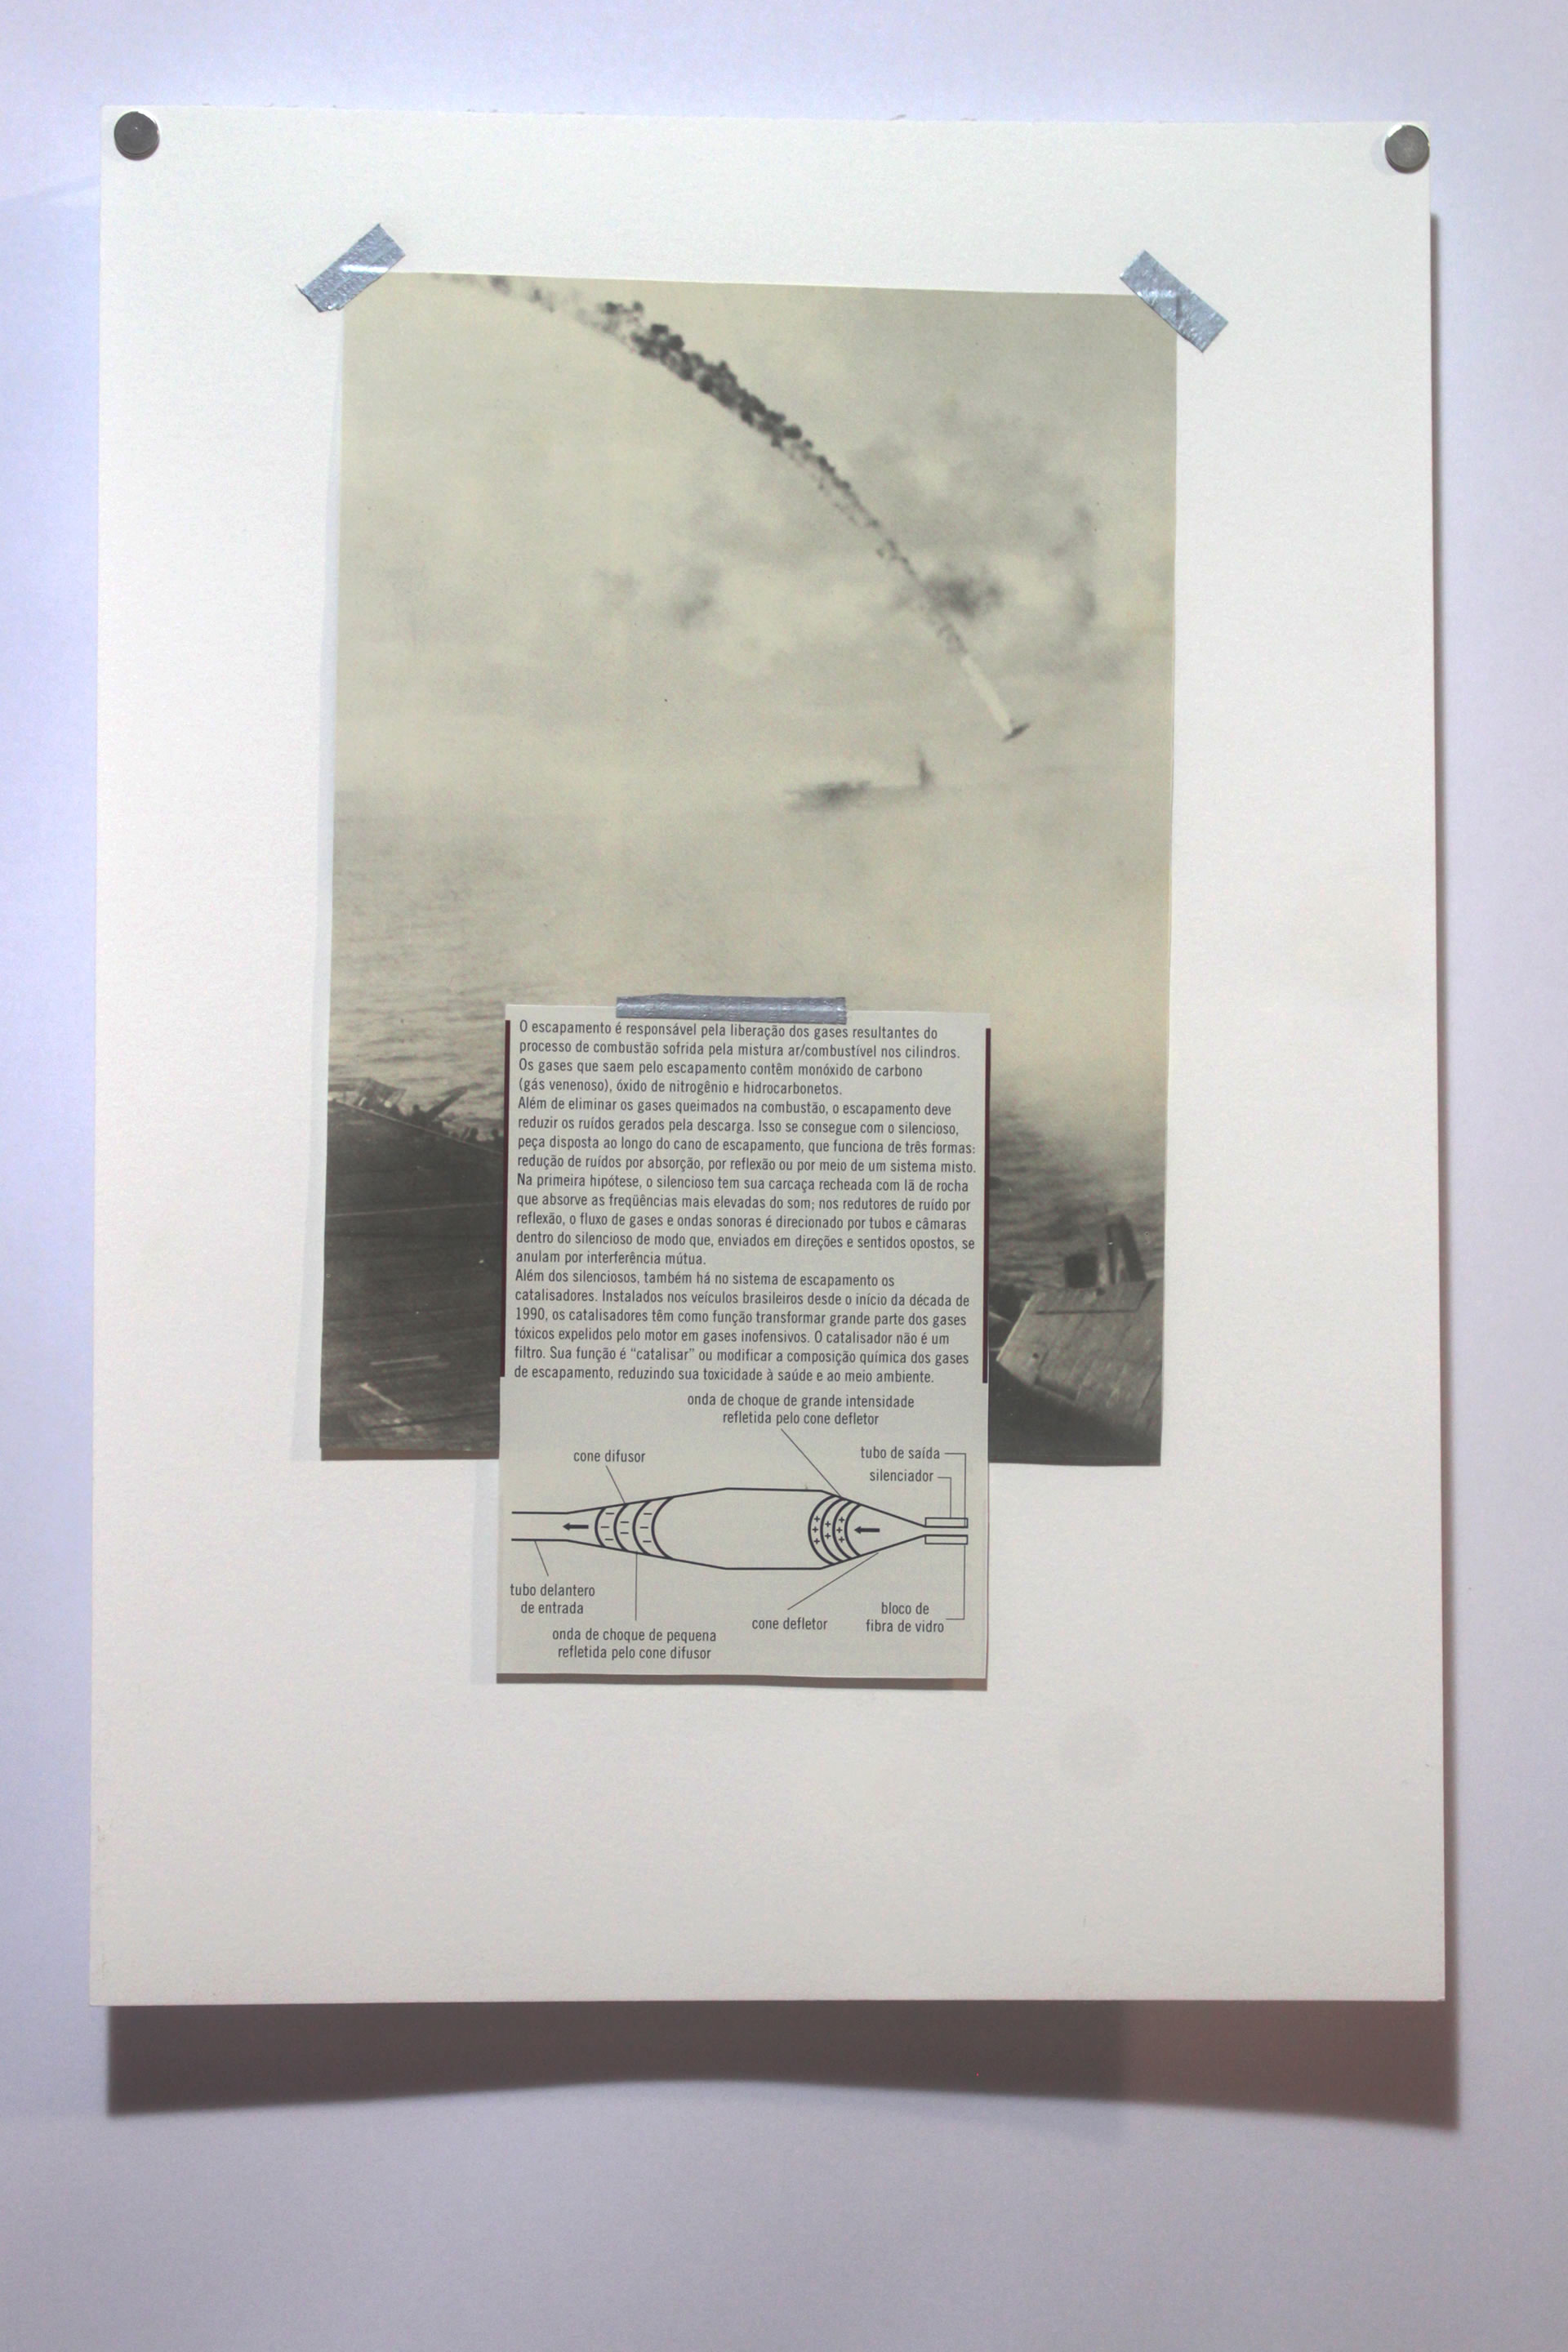 O escapamento é responsável pela liberação dos gases resultantes do
processo de combustão sofrida pela mistura ar/combustível nos cilindros.
Os gases que saem pelo escapamento contêm monóxido de carbono
(gás venenoso), óxido de nitrogênio e hidrocarbonetos.
Além de eliminar os gases queimados na combustão, o escapamento deve
reduzir os ruídos gerados pela descarga. Isso se consegue com o silencioso,
peça disposta ao longo do cano de escapamento, que funciona de três formas:
redução de ruídos por absorção, por reflexão ou por meio de um sistema misto.
Na primeira hipótese, o silencioso tem sua carcaça recheada com lã de rocha
que absorve as freqüências mais elevadas do som; nos redutores de ruído por
reflexão, o fluxo de gases e ondas sonoras é direcionado por tubos e câmaras
dentro do silencioso de modo que, enviados em direções e sentidos opostos, se
anulam por interferência mútua.
Além dos silenciosos, também há no sistema de escapamento os
catalisadores. Instalados nos veículos brasileiros desde o início da década de
1990, os catalisadores têm como função transformar grande parte dos gases
tóxicos expelidos pelo motor em gases inofensivos. O catalisador não é um
filtro. Sua função é “catalisar” ou modificar a composição química dos gases
de escapamento, reduzindo sua toxicidade à saúde e ao meio ambiente.
onda de choque de grande intensidade
refletida pelo cone defletor
cone difusor
tubo de saída
silenciador
tubo delantero
de entrada
onda de choque de pequena
refletida pelo cone difusor
cone defletor
bloco de
fibra de vidro